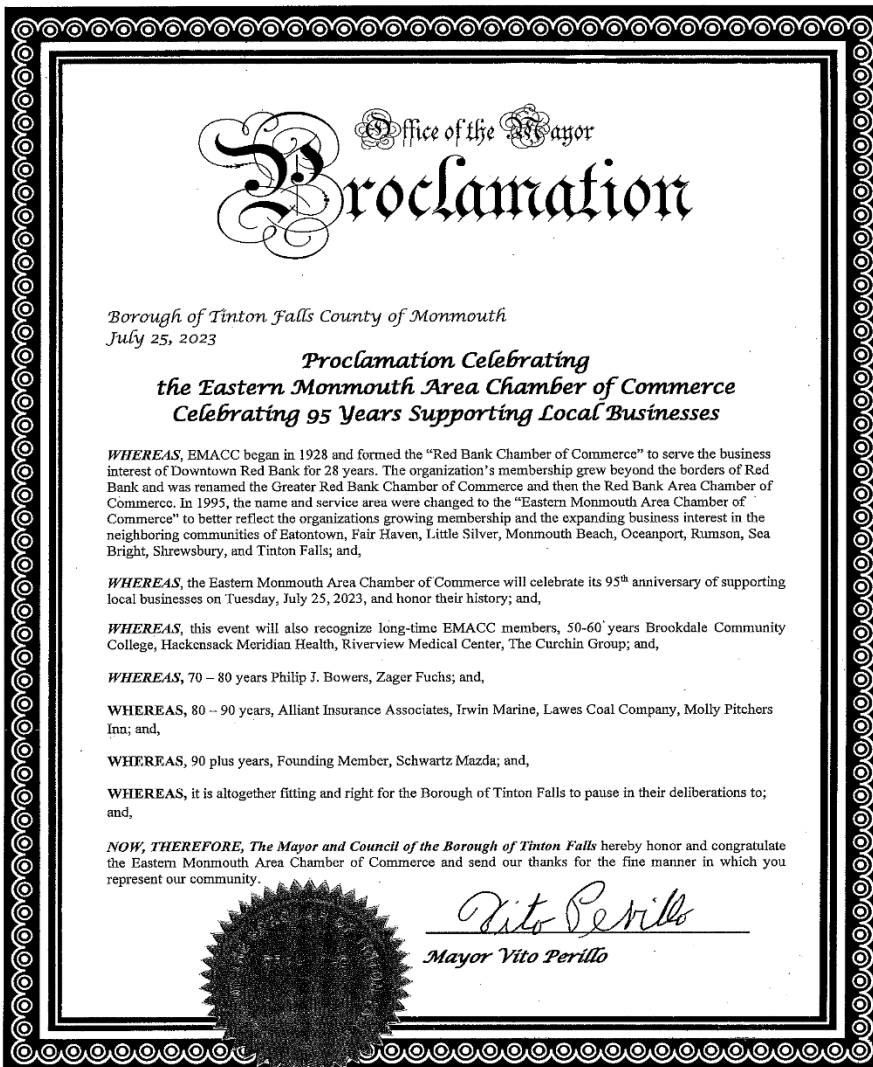 Office of the Mayor
Proclamation
Borough of Tinton Falls County of Monmouth
July 25, 2023
Proclamation Celebrating
the Eastern Monmouth Area Chamber of Commerce
Celebrating 95 Years Supporting Local Businesses
WHEREAS, EMACC began in 1928 and formed the “Red Bank Chamber of Commerce” to serve the business
interest of Downtown Red Bank for 28 years. The organization’s membership grew beyond the borders of Red
Bank and was renamed the Greater Red Bank Chamber of Commerce and then the Red Bank Area Chamber of
Commerce. In 1995, the name and service area were changed to the “Eastern Monmouth Area Chamber of
Commerce” to better reflect the organizations growing membership and the expanding business interest in the
neighboring communities of Eatontown, Fair Haven, Little Silver, Monmouth Beach, Oceanport, Rumson, Sea
Bright, Shrewsbury, and Tinton Falls; and,
WHEREAS, the Eastern Monmouth Area Chamber of Commerce will celebrate its 95th anniversary of supporting
local businesses on Tuesday, July 25, 2023, and honor their history; and,
WHEREAS, this event will also recognize long-time EMACC members, 50-60 years Brookdale Community
College, Hackensack Meridian Health, Riverview Medical Center, The Curchin Group; and,
WHEREAS, 70 – 80 years Philip J. Bowers, Zager Fuchs; and,
WHEREAS, 80 – 90 years, Alliant Insurance Associates, Irwin Marine, Lawes Coal Company, Molly Pitchers
Inn; and,
WHEREAS, 90 plus years, Founding Member, Schwartz Mazda; and,
WHEREAS, it is altogether fitting and right for the Borough of Tinton Falls to pause in their deliberations to;
and,
NOW, THEREFORE, The Mayor and Council of the Borough of Tinton Falls hereby honor and congratulate
the Eastern Monmouth Area Chamber of Commerce and send our thanks for the fine manner in which you
represent our community.
Vito Perillo
Mayor Vito Perillo